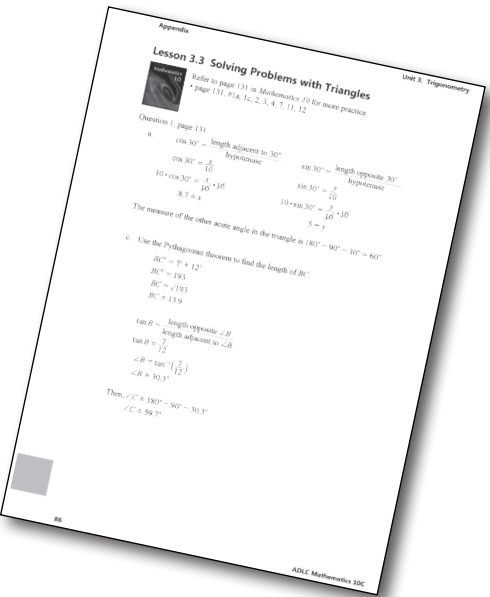 Appendix
Unit 3: Trigonometry
Lesson 3.3 Solving Problems with Triangles
Mathematics
10
Refer to page 131 in Mathematics 10 for more practice.
• page 131, #1a, 1c, 2, 3, 4, 7, 11, 12
Question 1, page 131
a.
cos 30° = length adjacent to 30° / hypotenuse
cos 30° = x / 10
10 • cos 30° = x / 10 • 10
8.7 ≐ x
sin 30° = length opposite 30° / hypotenuse
sin 30° = y / 10
10 • sin 30° = y / 10 • 10
5 = y
The measure of the other acute angle in the triangle is 180° − 90° − 30° = 60°
c. Use the Pythagorean theorem to find the length of BC.
BC² = 7² + 12²
BC² = 193
BC = √193
BC ≐ 13.9
tan B = length opposite ∠B / length adjacent to ∠B
tan B = 7 / 12
∠B = tan⁻¹(7 / 12)
∠B ≐ 30.3°
Then, ∠C ≐ 180° − 90° − 30.3°
∠C ≐ 59.7°
86
ADLC Mathematics 10C